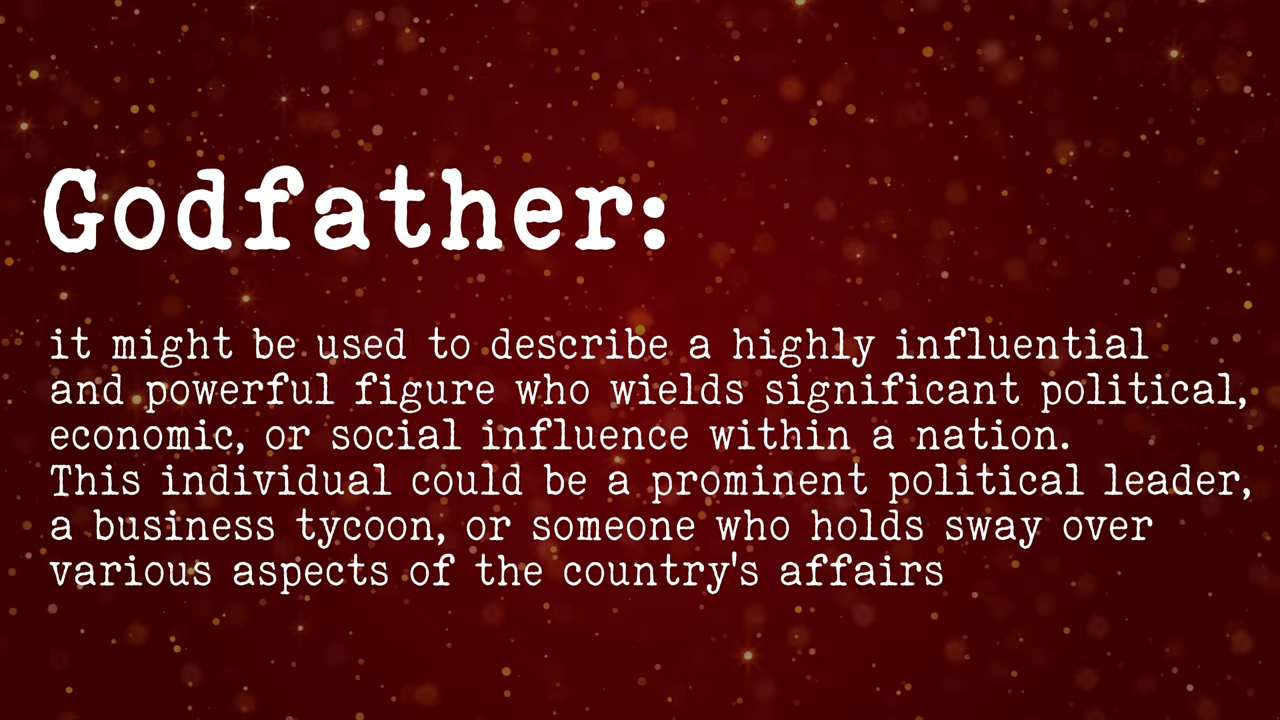 Godfather:
it might be used to describe a highly influential
and powerful figure who wields significant political,
economic, or social influence within a nation.
This individual could be a prominent political leader,
a business tycoon, or someone who holds sway over
various aspects of the country's affairs